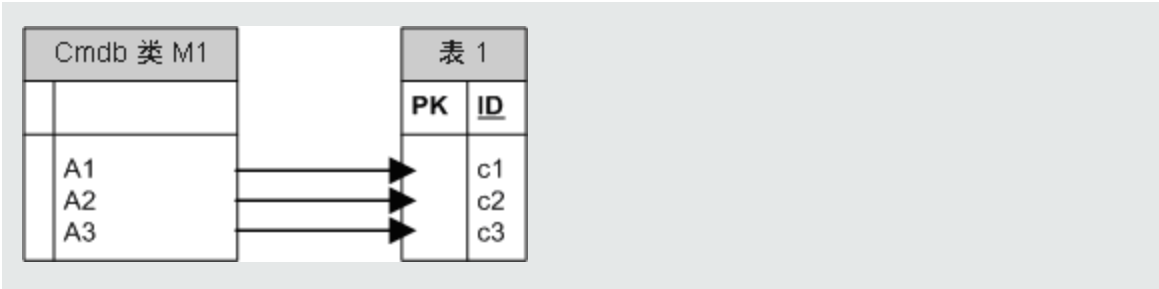 Cmdb 类 M1
表 1
PK
ID
A1
A2
A3
c1
c2
c3